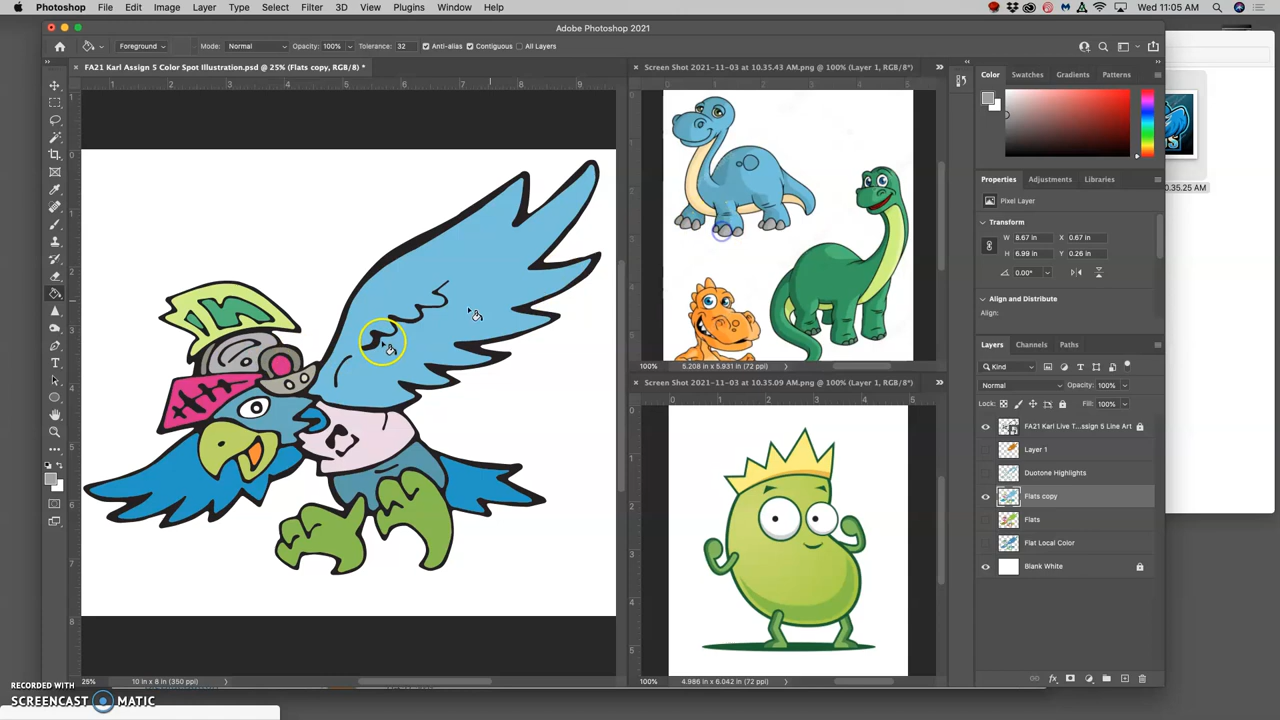 Photoshop File Edit Image Layer Type Select Filter 3D View Plugins Window Help Wed 11:05 AM
Adobe Photoshop 2021
Foreground Mode: Normal Opacity: 100% Tolerance: 32 Anti-alias Contiguous All Layers
FA21 Karl Assign 5 Color Spot Illustration.psd @ 25% (Flats copy, RGB/8) *
Screen Shot 2021-11-03 at 10.35.43 AM.png @ 100% (Layer 1, RGB/8*)
Color Swatches Gradients Patterns
Properties Adjustments Libraries
Pixel Layer
Transform
W 8.67 in X 0.67 in
H 6.99 in Y 0.26 in
0.00°
Align and Distribute
Align:
100% 5.208 in x 5.931 in (72 ppi)
Screen Shot 2021-11-03 at 10.35.09 AM.png @ 100% (Layer 1, RGB/8*)
Layers Channels Paths
Kind
Normal Opacity: 100%
Lock: Fill: 100%
FA21 Karl Live T...ssign 5 Line Art
Layer 1
Duotone Highlights
Flats copy
Flats
Flat Local Color
Blank White
25% 10 in x 8 in (350 ppi)
100% 4.986 in x 6.042 in (72 ppi)
0.35.25 AM
RECORDED WITH
SCREENCAST MATIC